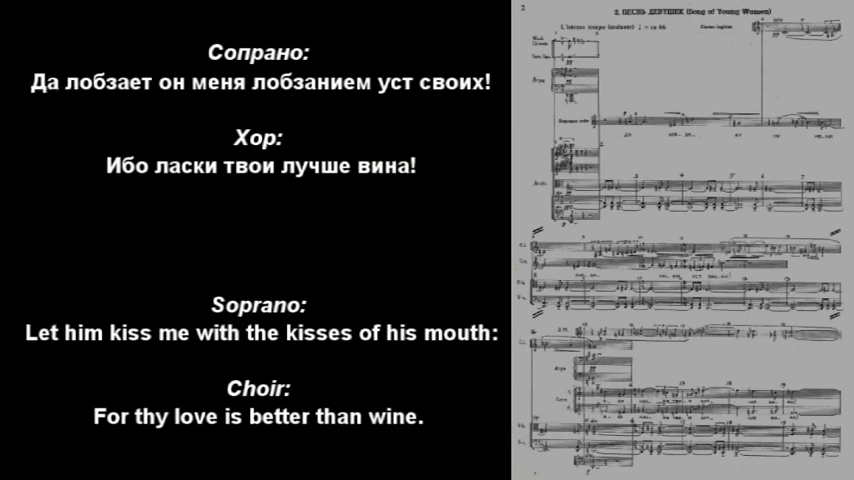 Сопрано:
Да лобзает он меня лобзанием уст своих!
Хор:
Ибо ласки твои лучше вина!
Soprano:
Let him kiss me with the kisses of his mouth:
Choir:
For thy love is better than wine.
2
2. ПЕСНЬ ДЕВУШЕК (Song of Young Women)